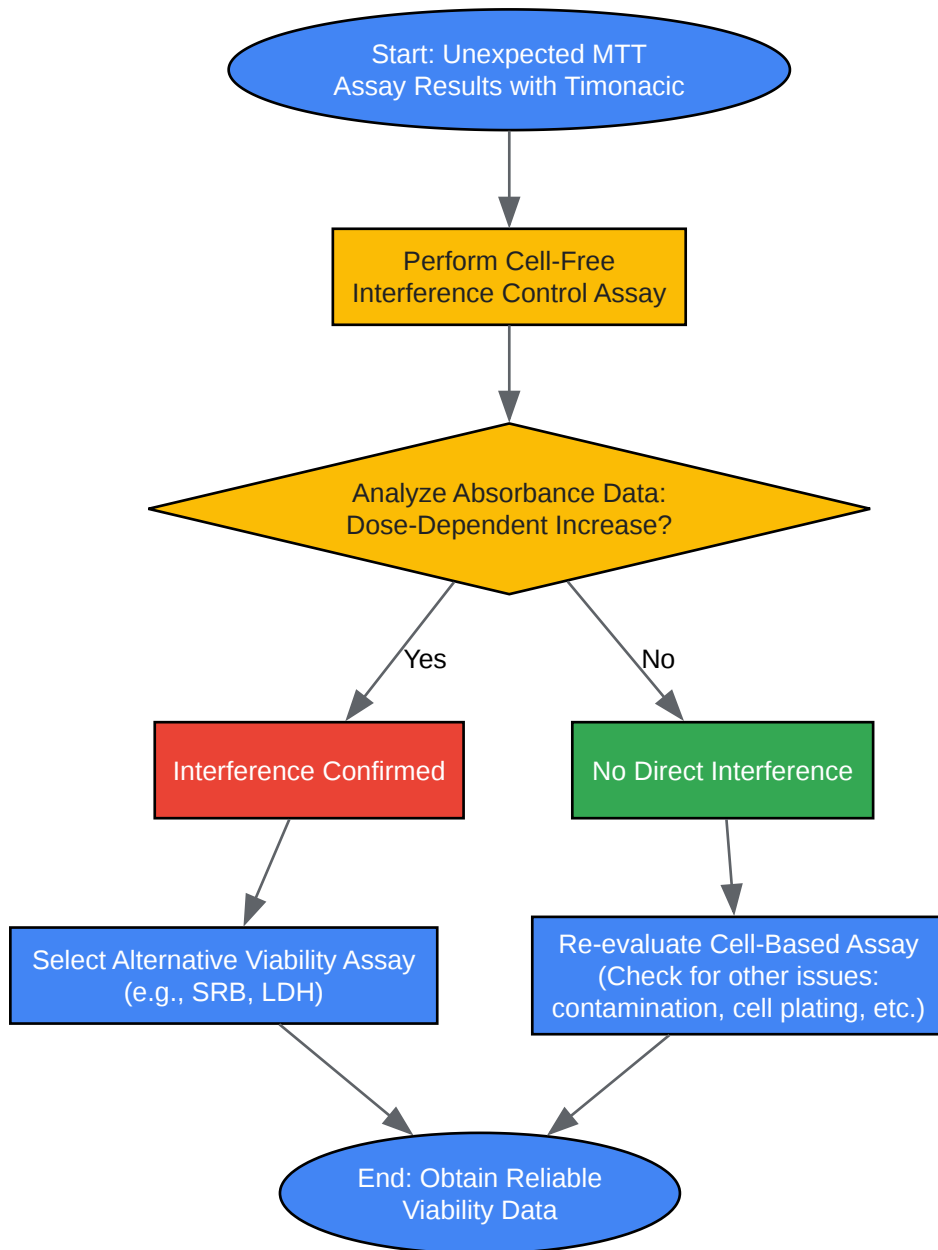 Start: Unexpected MTT
Assay Results with Timonacic
Perform Cell-Free
Interference Control Assay
Analyze Absorbance Data:
Dose-Dependent Increase?
Yes
No
Interference Confirmed
No Direct Interference
Select Alternative Viability Assay
(e.g., SRB, LDH)
Re-evaluate Cell-Based Assay
(Check for other issues:
contamination, cell plating, etc.)
End: Obtain Reliable
Viability Data